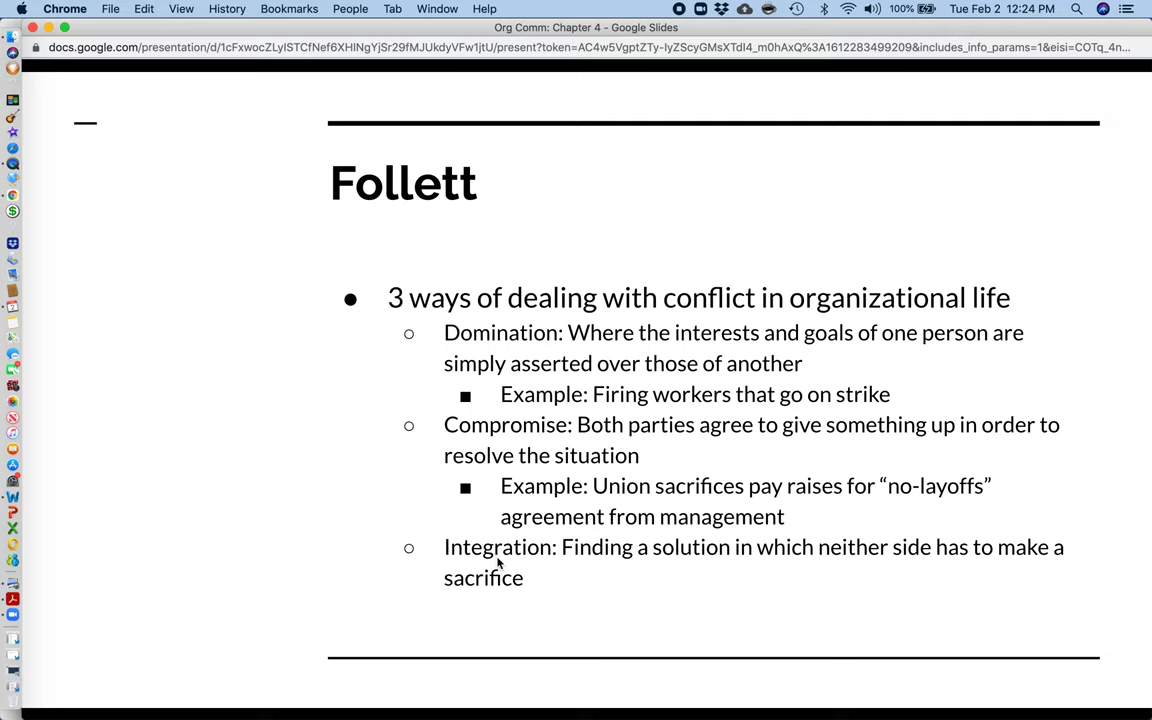 Chrome File Edit View History Bookmarks People Tab Window Help 100% Tue Feb 2 12:24 PM
Org Comm: Chapter 4 - Google Slides
docs.google.com/presentation/d/
Follett
● 3 ways of dealing with conflict in organizational life
○ Domination: Where the interests and goals of one person are
simply asserted over those of another
■ Example: Firing workers that go on strike
○ Compromise: Both parties agree to give something up in order to
resolve the situation
■ Example: Union sacrifices pay raises for “no-layoffs”
agreement from management
○ Integration: Finding a solution in which neither side has to make a
sacrifice